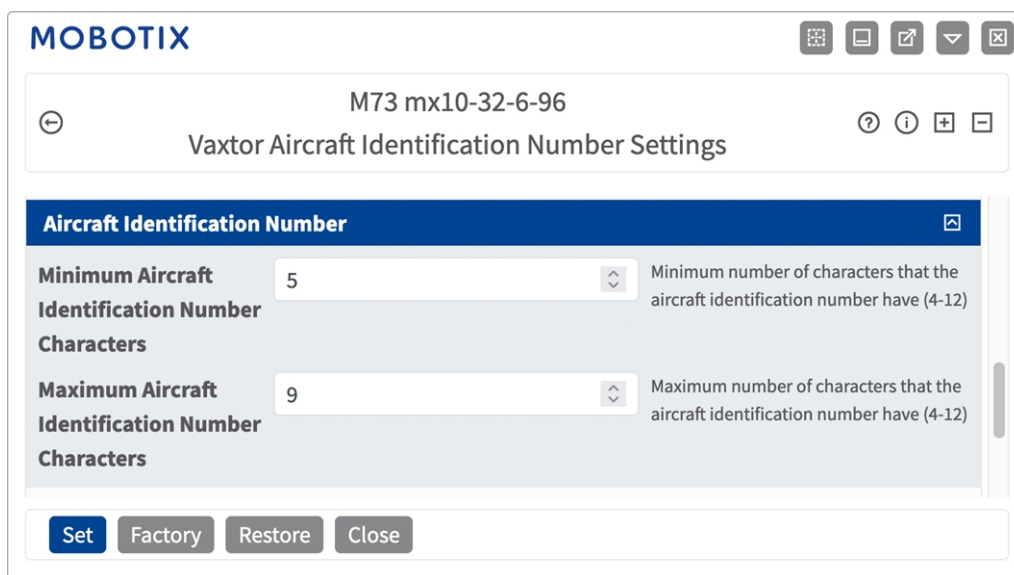 MOBOTIX
M73 mx10-32-6-96
Vaxtor Aircraft Identification Number Settings
Aircraft Identification Number
Minimum Aircraft
Identification Number
Characters
5
Minimum number of characters that the
aircraft identification number have (4-12)
Maximum Aircraft
Identification Number
Characters
9
Maximum number of characters that the
aircraft identification number have (4-12)
Set
Factory
Restore
Close